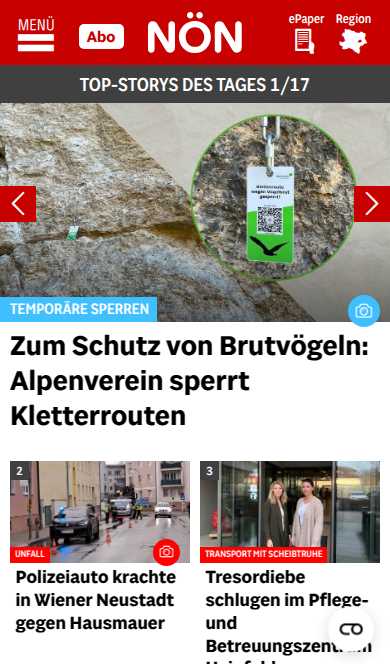 MENÜ
Abo
NÖN
ePaper
Region
TOP-STORYS DES TAGES 1/17
Kletterroute
wegen Vogelbrut
gesperrt!
TEMPORÄRE SPERREN
Zum Schutz von Brutvögeln:
Alpenverein sperrt
Kletterrouten
2
UNFALL
Polizeiauto krachte
in Wiener Neustadt
gegen Hausmauer
3
TRANSPORT MIT SCHEIBTRUHE
Tresordiebe
schlugen im Pflege-
und
Betreuungszentrum